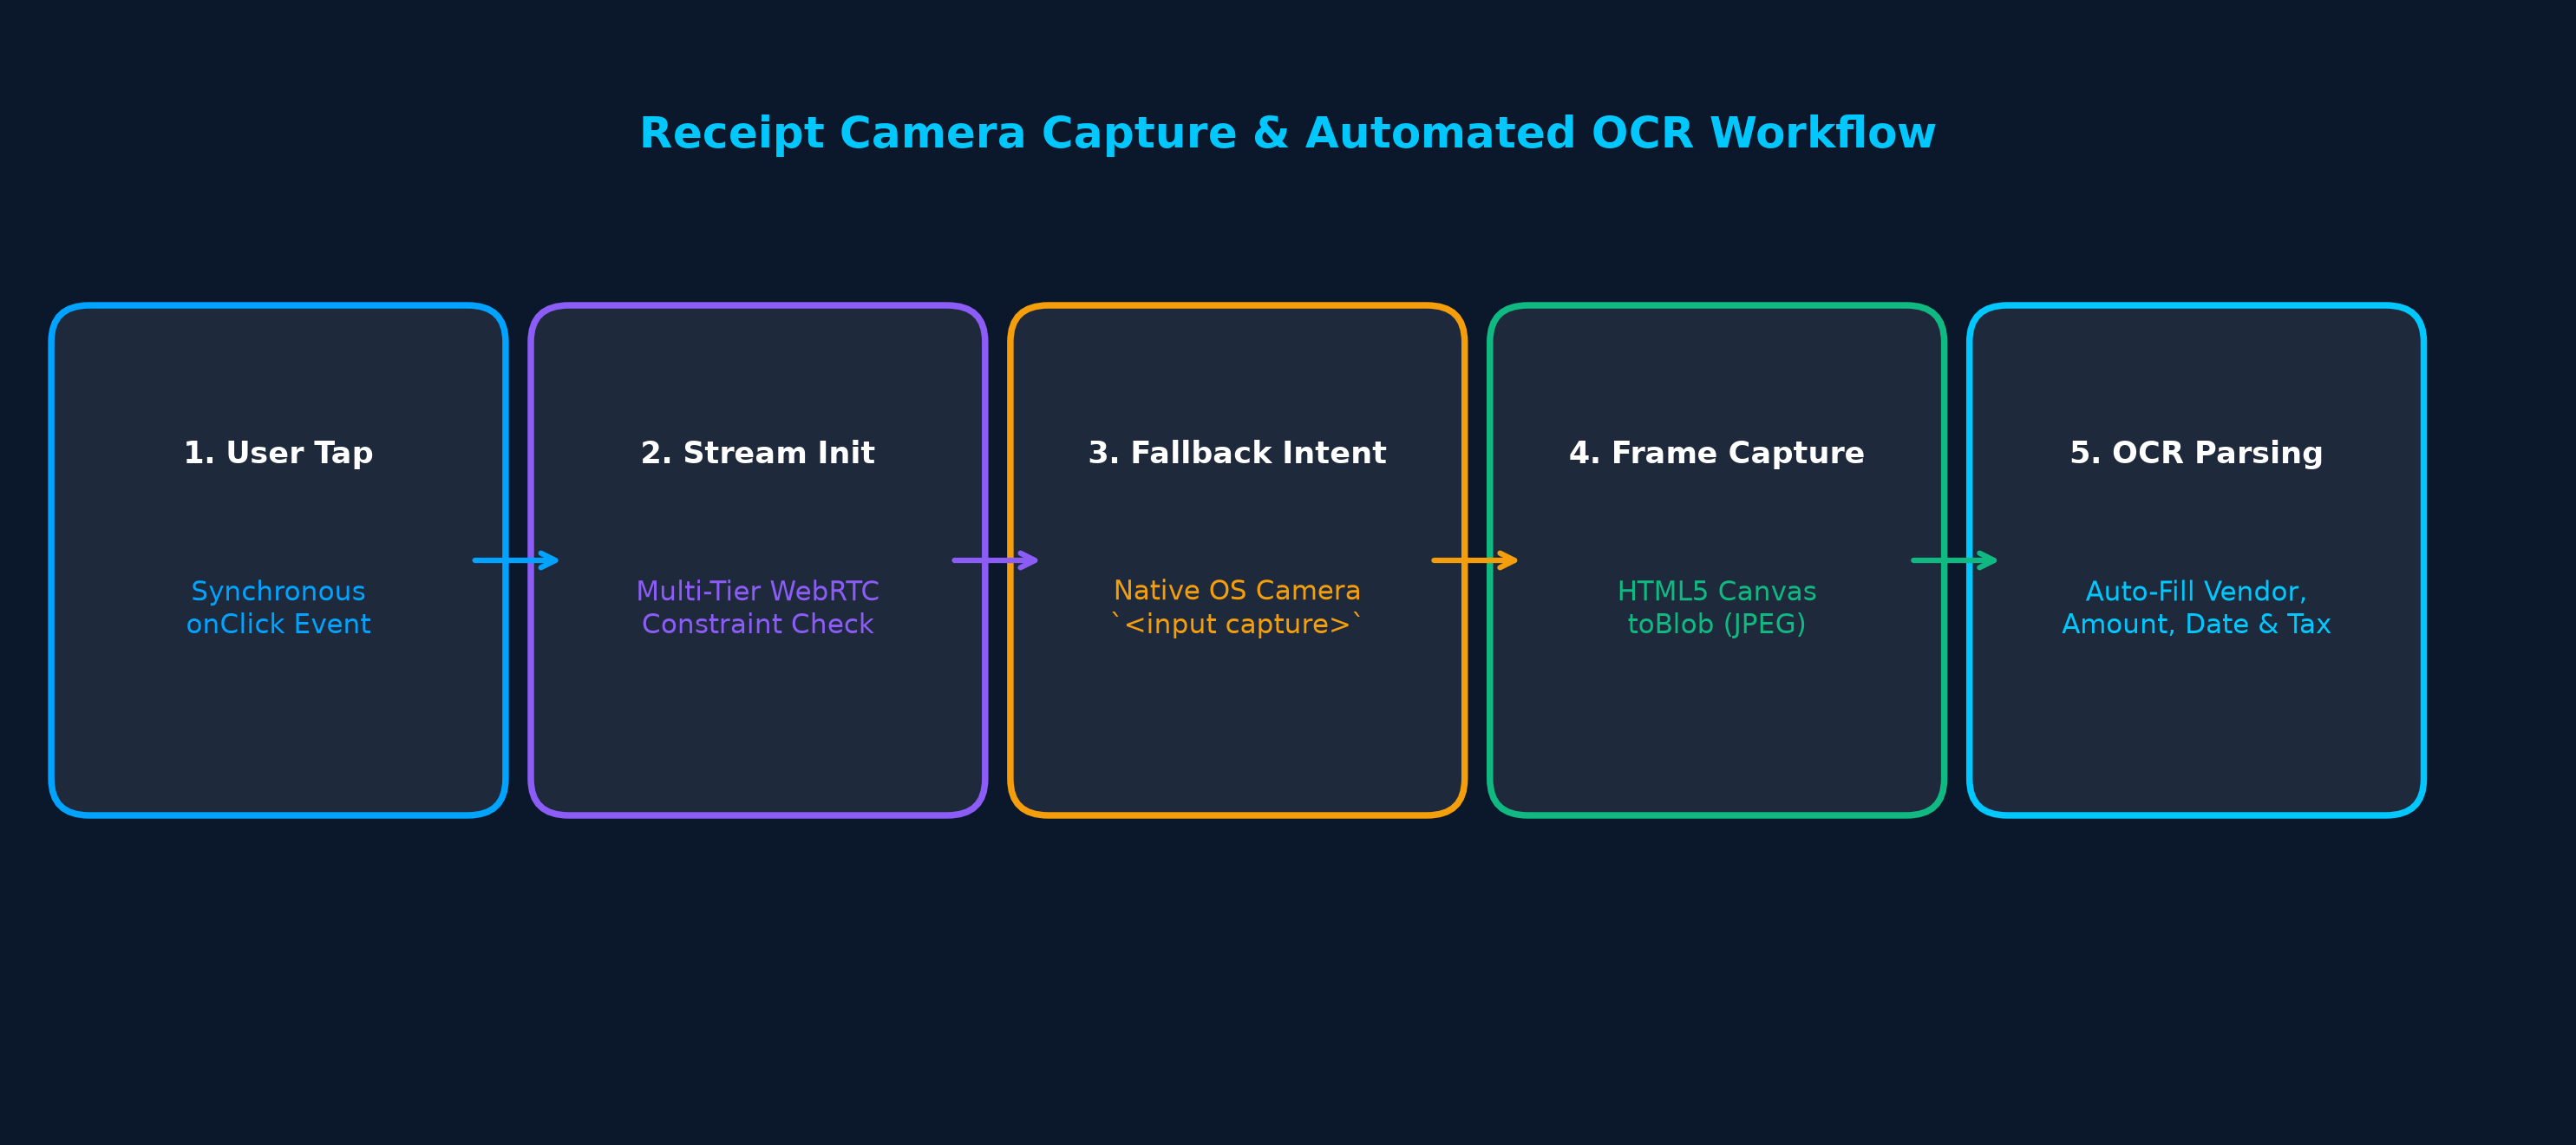 Receipt Camera Capture & Automated OCR Workflow
1. User Tap
Synchronous
onClick Event
2. Stream Init
Multi-Tier WebRTC
Constraint Check
3. Fallback Intent
Native OS Camera
`<input capture>`
4. Frame Capture
HTML5 Canvas
toBlob (JPEG)
5. OCR Parsing
Auto-Fill Vendor,
Amount, Date & Tax